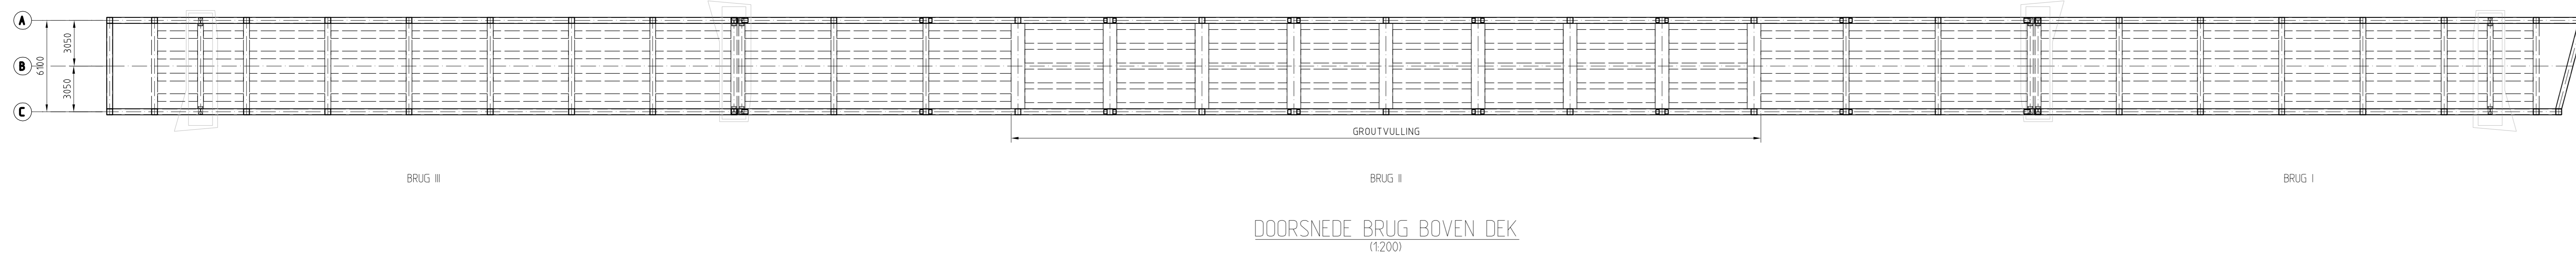 A
B
C
3050
6100
3050
GROUTVULLING
BRUG III
BRUG II
BRUG I
DOORSNEDE BRUG BOVEN DEK
(1:200)